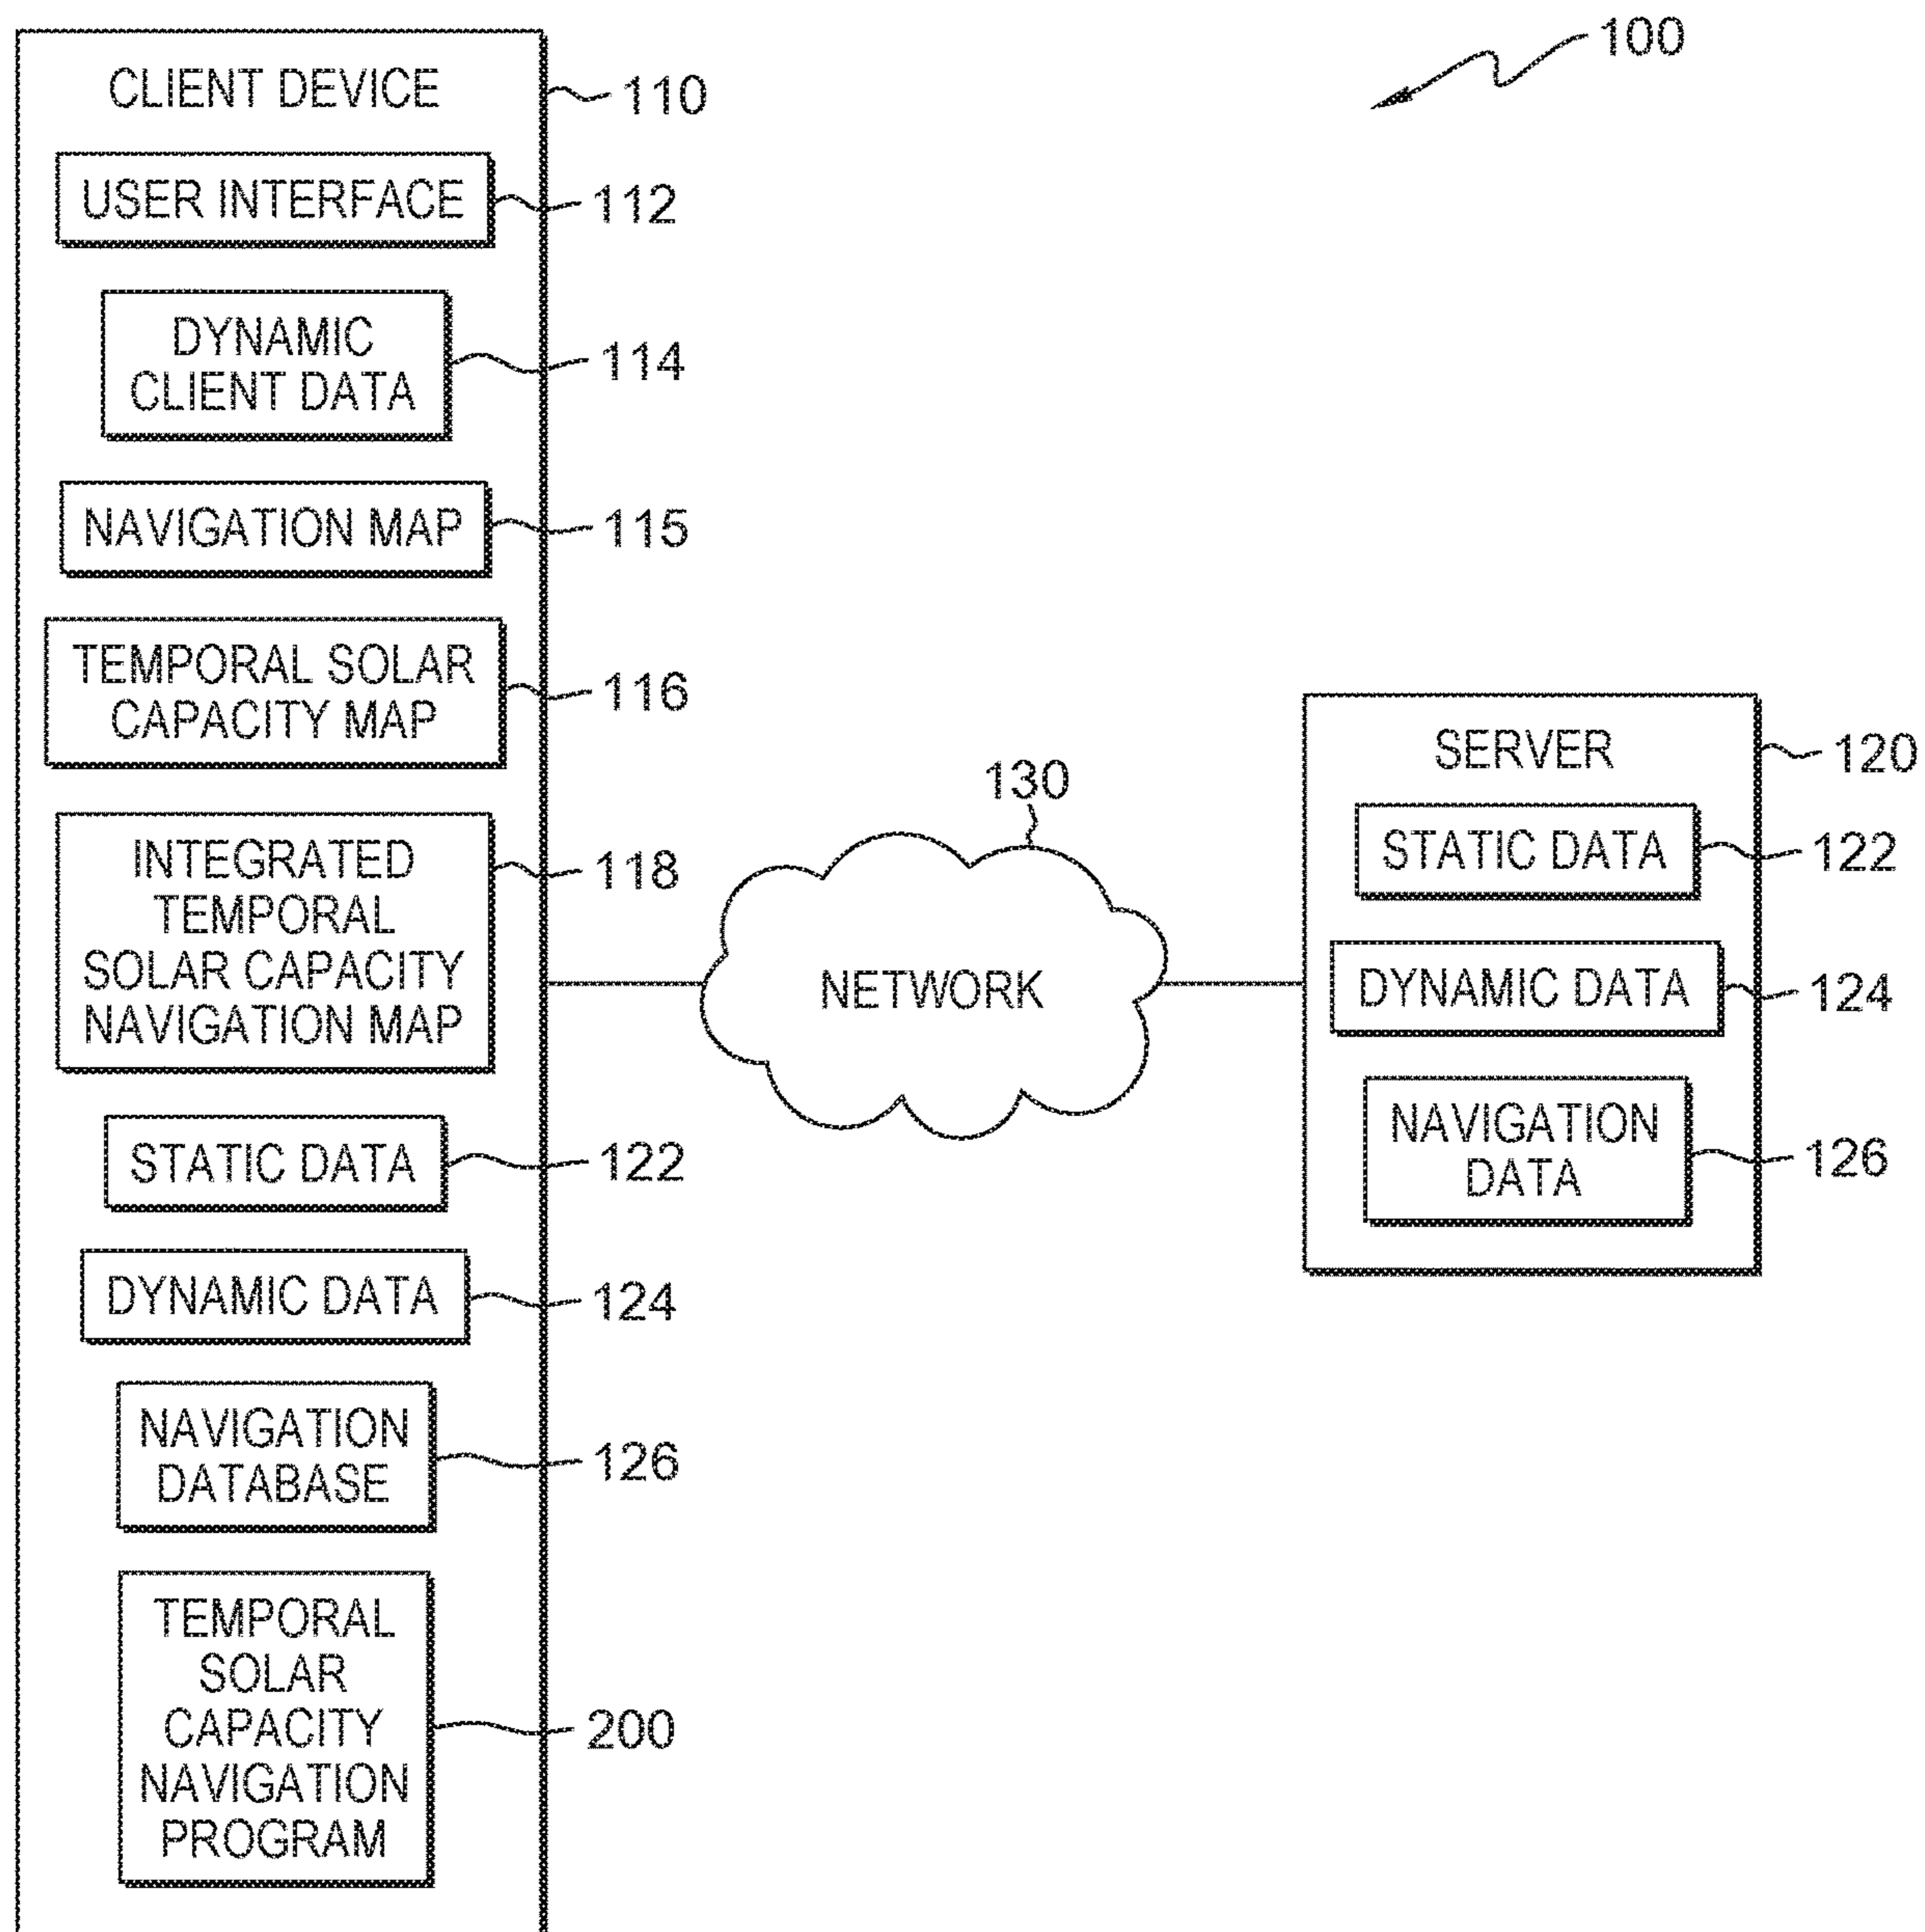 100
CLIENT DEVICE
110
USER INTERFACE
112
DYNAMIC
CLIENT DATA
114
NAVIGATION MAP
115
TEMPORAL SOLAR
CAPACITY MAP
116
INTEGRATED
TEMPORAL
SOLAR CAPACITY
NAVIGATION MAP
118
STATIC DATA
122
DYNAMIC DATA
124
NAVIGATION
DATABASE
126
TEMPORAL
SOLAR
CAPACITY
NAVIGATION
PROGRAM
200
130
NETWORK
SERVER
120
STATIC DATA
122
DYNAMIC DATA
124
NAVIGATION
DATA
126